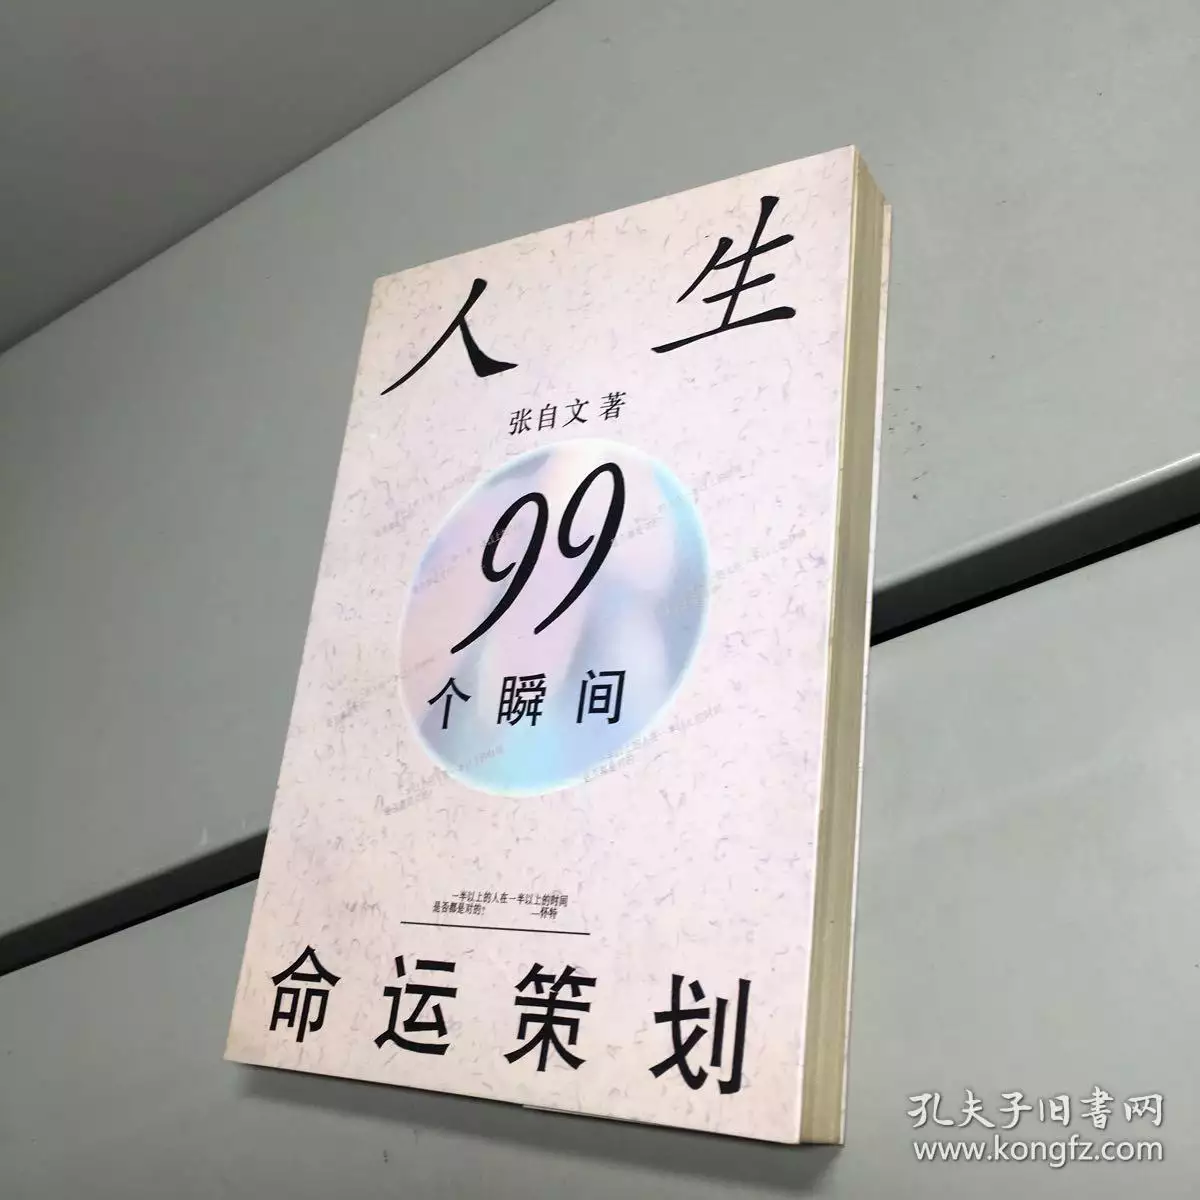 人生
张自文 著
99
个瞬间
一半以上的人在一半以上的时间
是否都是对的？ —怀特
命运策划
孔夫子旧书网
www.kongfz.com